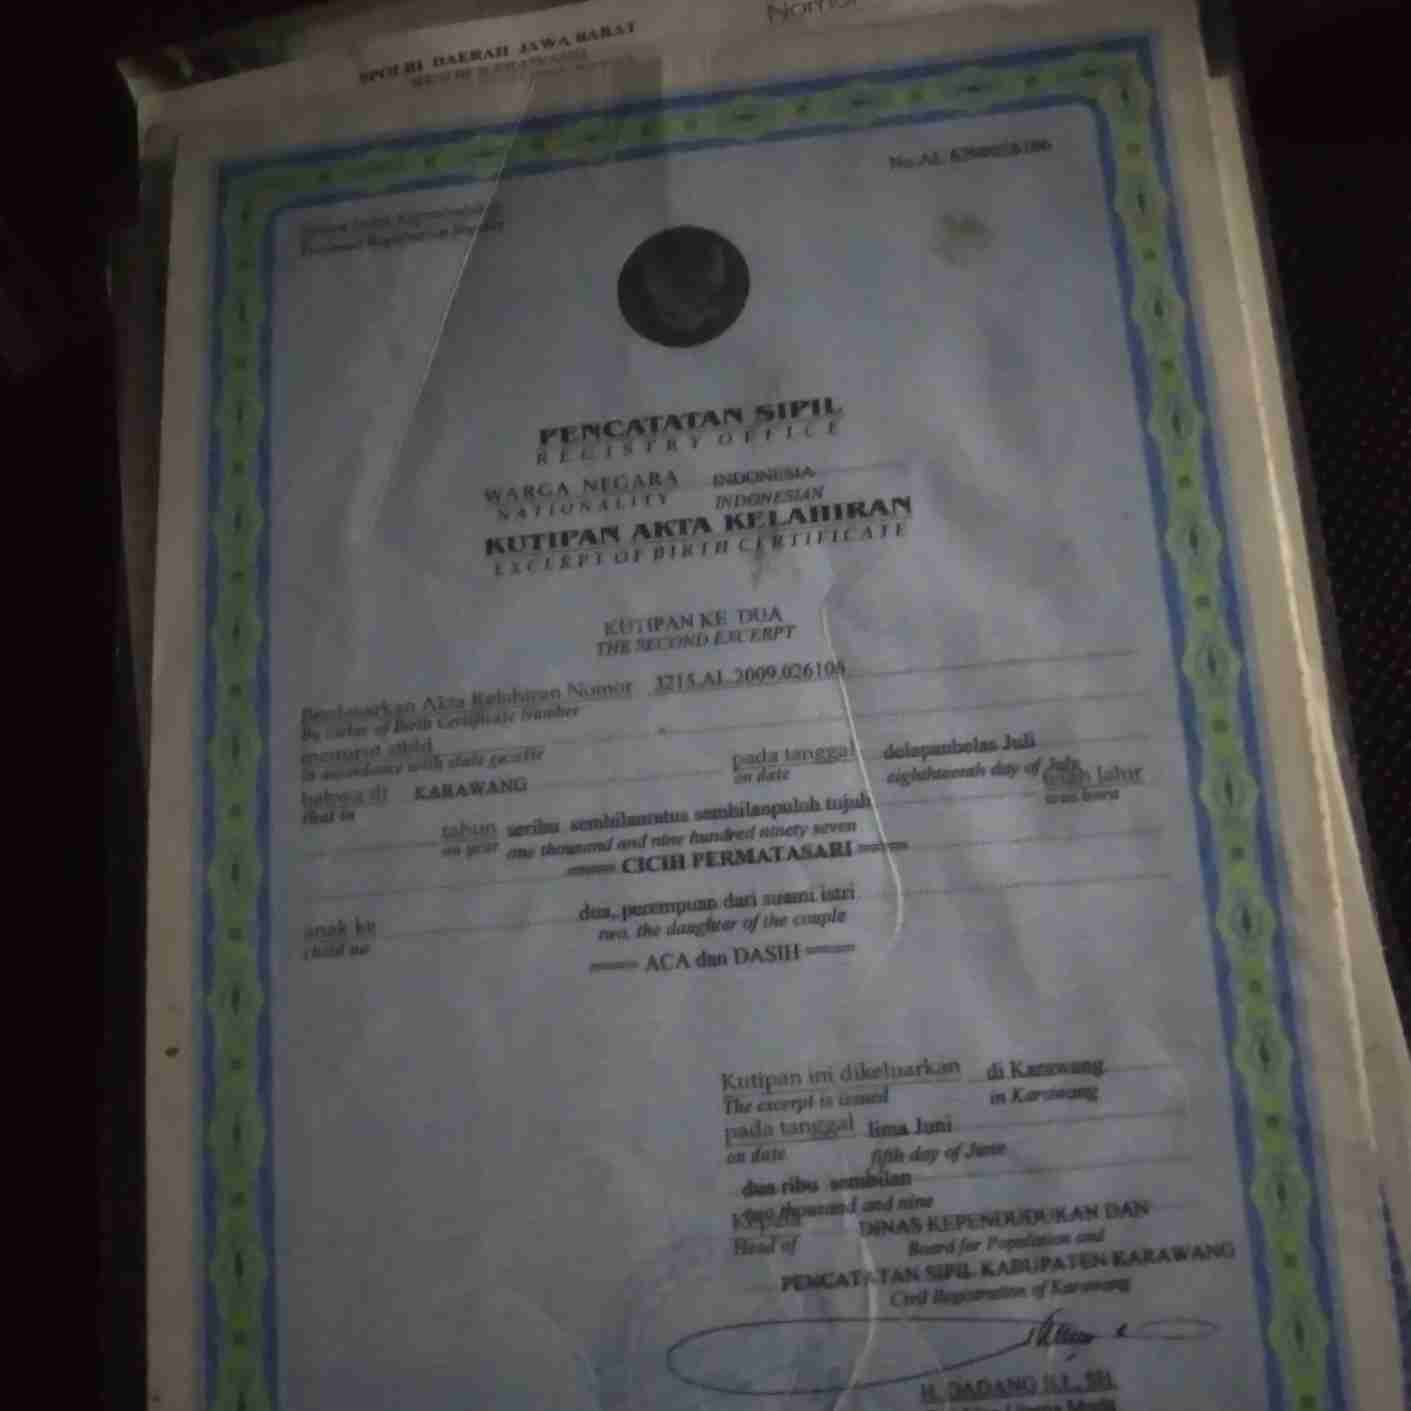 DAERAH JAWA BARAT
No.AL
PENCATATAN SIPIL
REGISTRY OFFICE
WARGA NEGARA INDONESIA
NATIONALITY INDONESIAN
KUTIPAN AKTA KELAHIRAN
EXCERPT OF BIRTH CERTIFICATE
KUTIPAN KE DUA
THE SECOND EXCERPT
Berdasarkan Akta Kelahiran Nomor
By virtue of Birth Certificate Number
menurut stbld
in accordance with state gazette
pada tanggal delapanbelas Juli
on date eighthteenth day of July
bahwa di KARAWANG telah lahir
that in was born
tahun seribu sembilanratus sembilanpuluh tujuh
on year one thousand and nine hundred ninety seven
CICIH PERMATASARI
anak ke dua, perempuan dari suami istri
child no two, the daughter of the couple
ACA dan DASIH
Kutipan ini dikeluarkan di Karawang
The excerpt is issued in Karawang
pada tanggal lima Juni
on date fifth day of June
dua ribu sembilan
two thousand and nine
Kepala DINAS KEPENDUDUKAN DAN
Head of Board for Population and
PENCATATAN SIPIL KABUPATEN KARAWANG
Civil Registration of Karawang
H. DADANG